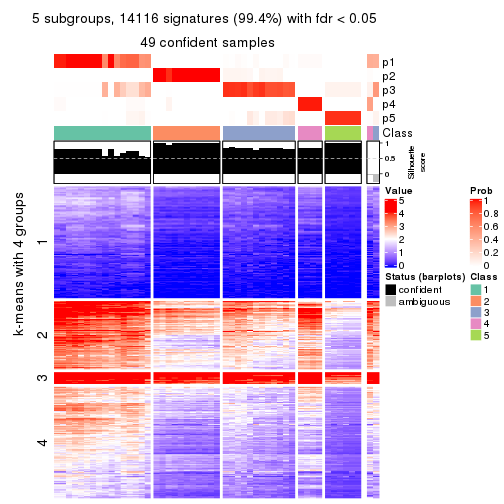 5 subgroups, 14116 signatures (99.4%) with fdr < 0.05
49 confident samples
p1
p2
p3
p4
p5
Class
1
0.5
0
Silhouette
score
k-means with 4 groups
1
2
3
4
Value
5
4
3
2
1
0
Prob
1
0.8
0.6
0.4
0.2
0
Status (barplots)
confident
ambiguous
Class
1
2
3
4
5